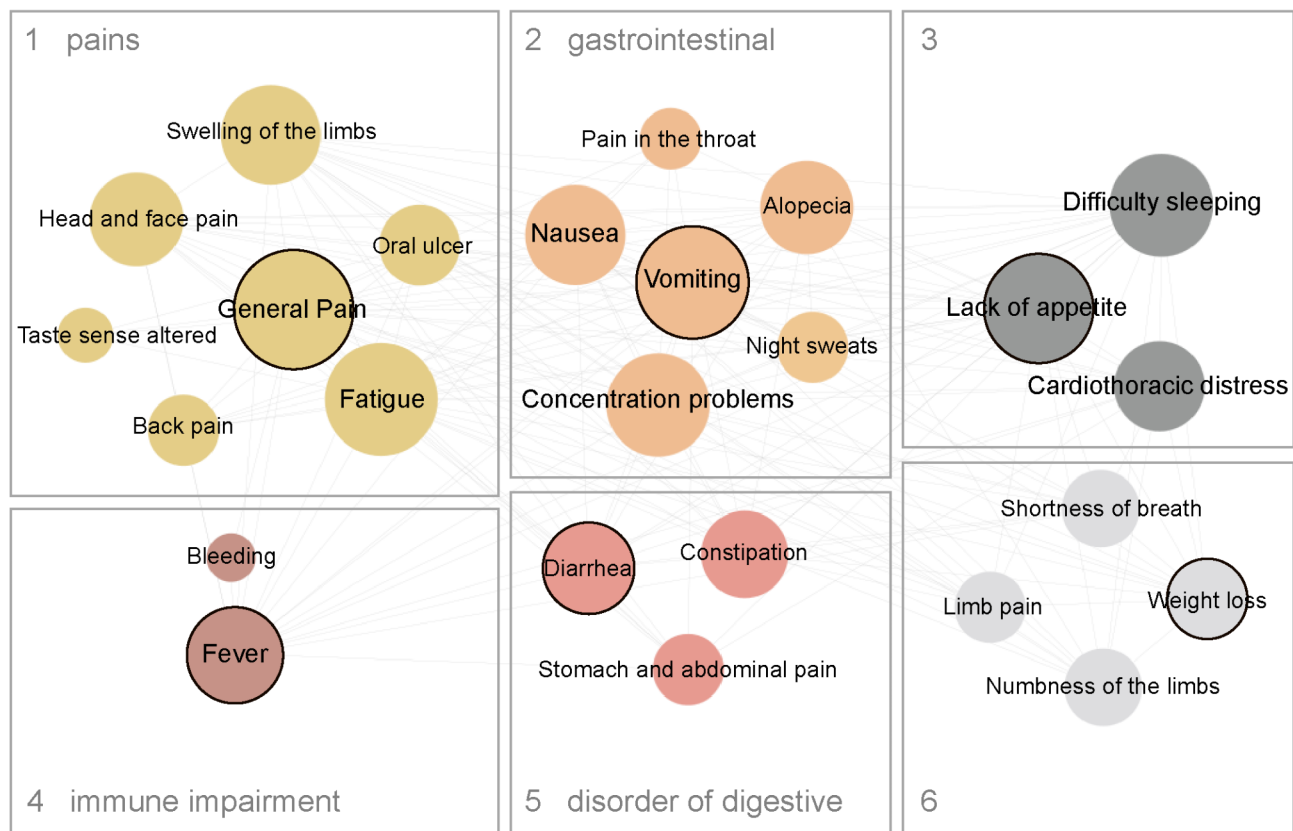 1 pains
Swelling of the limbs
Head and face pain
Oral ulcer
General Pain
Taste sense altered
Fatigue
Back pain
2 gastrointestinal
Pain in the throat
Alopecia
Nausea
Vomiting
Night sweats
Concentration problems
3
Difficulty sleeping
Lack of appetite
Cardiothoracic distress
Bleeding
Fever
4 immune impairment
Diarrhea
Constipation
Stomach and abdominal pain
5 disorder of digestive
Shortness of breath
Limb pain
Weight loss
Numbness of the limbs
6